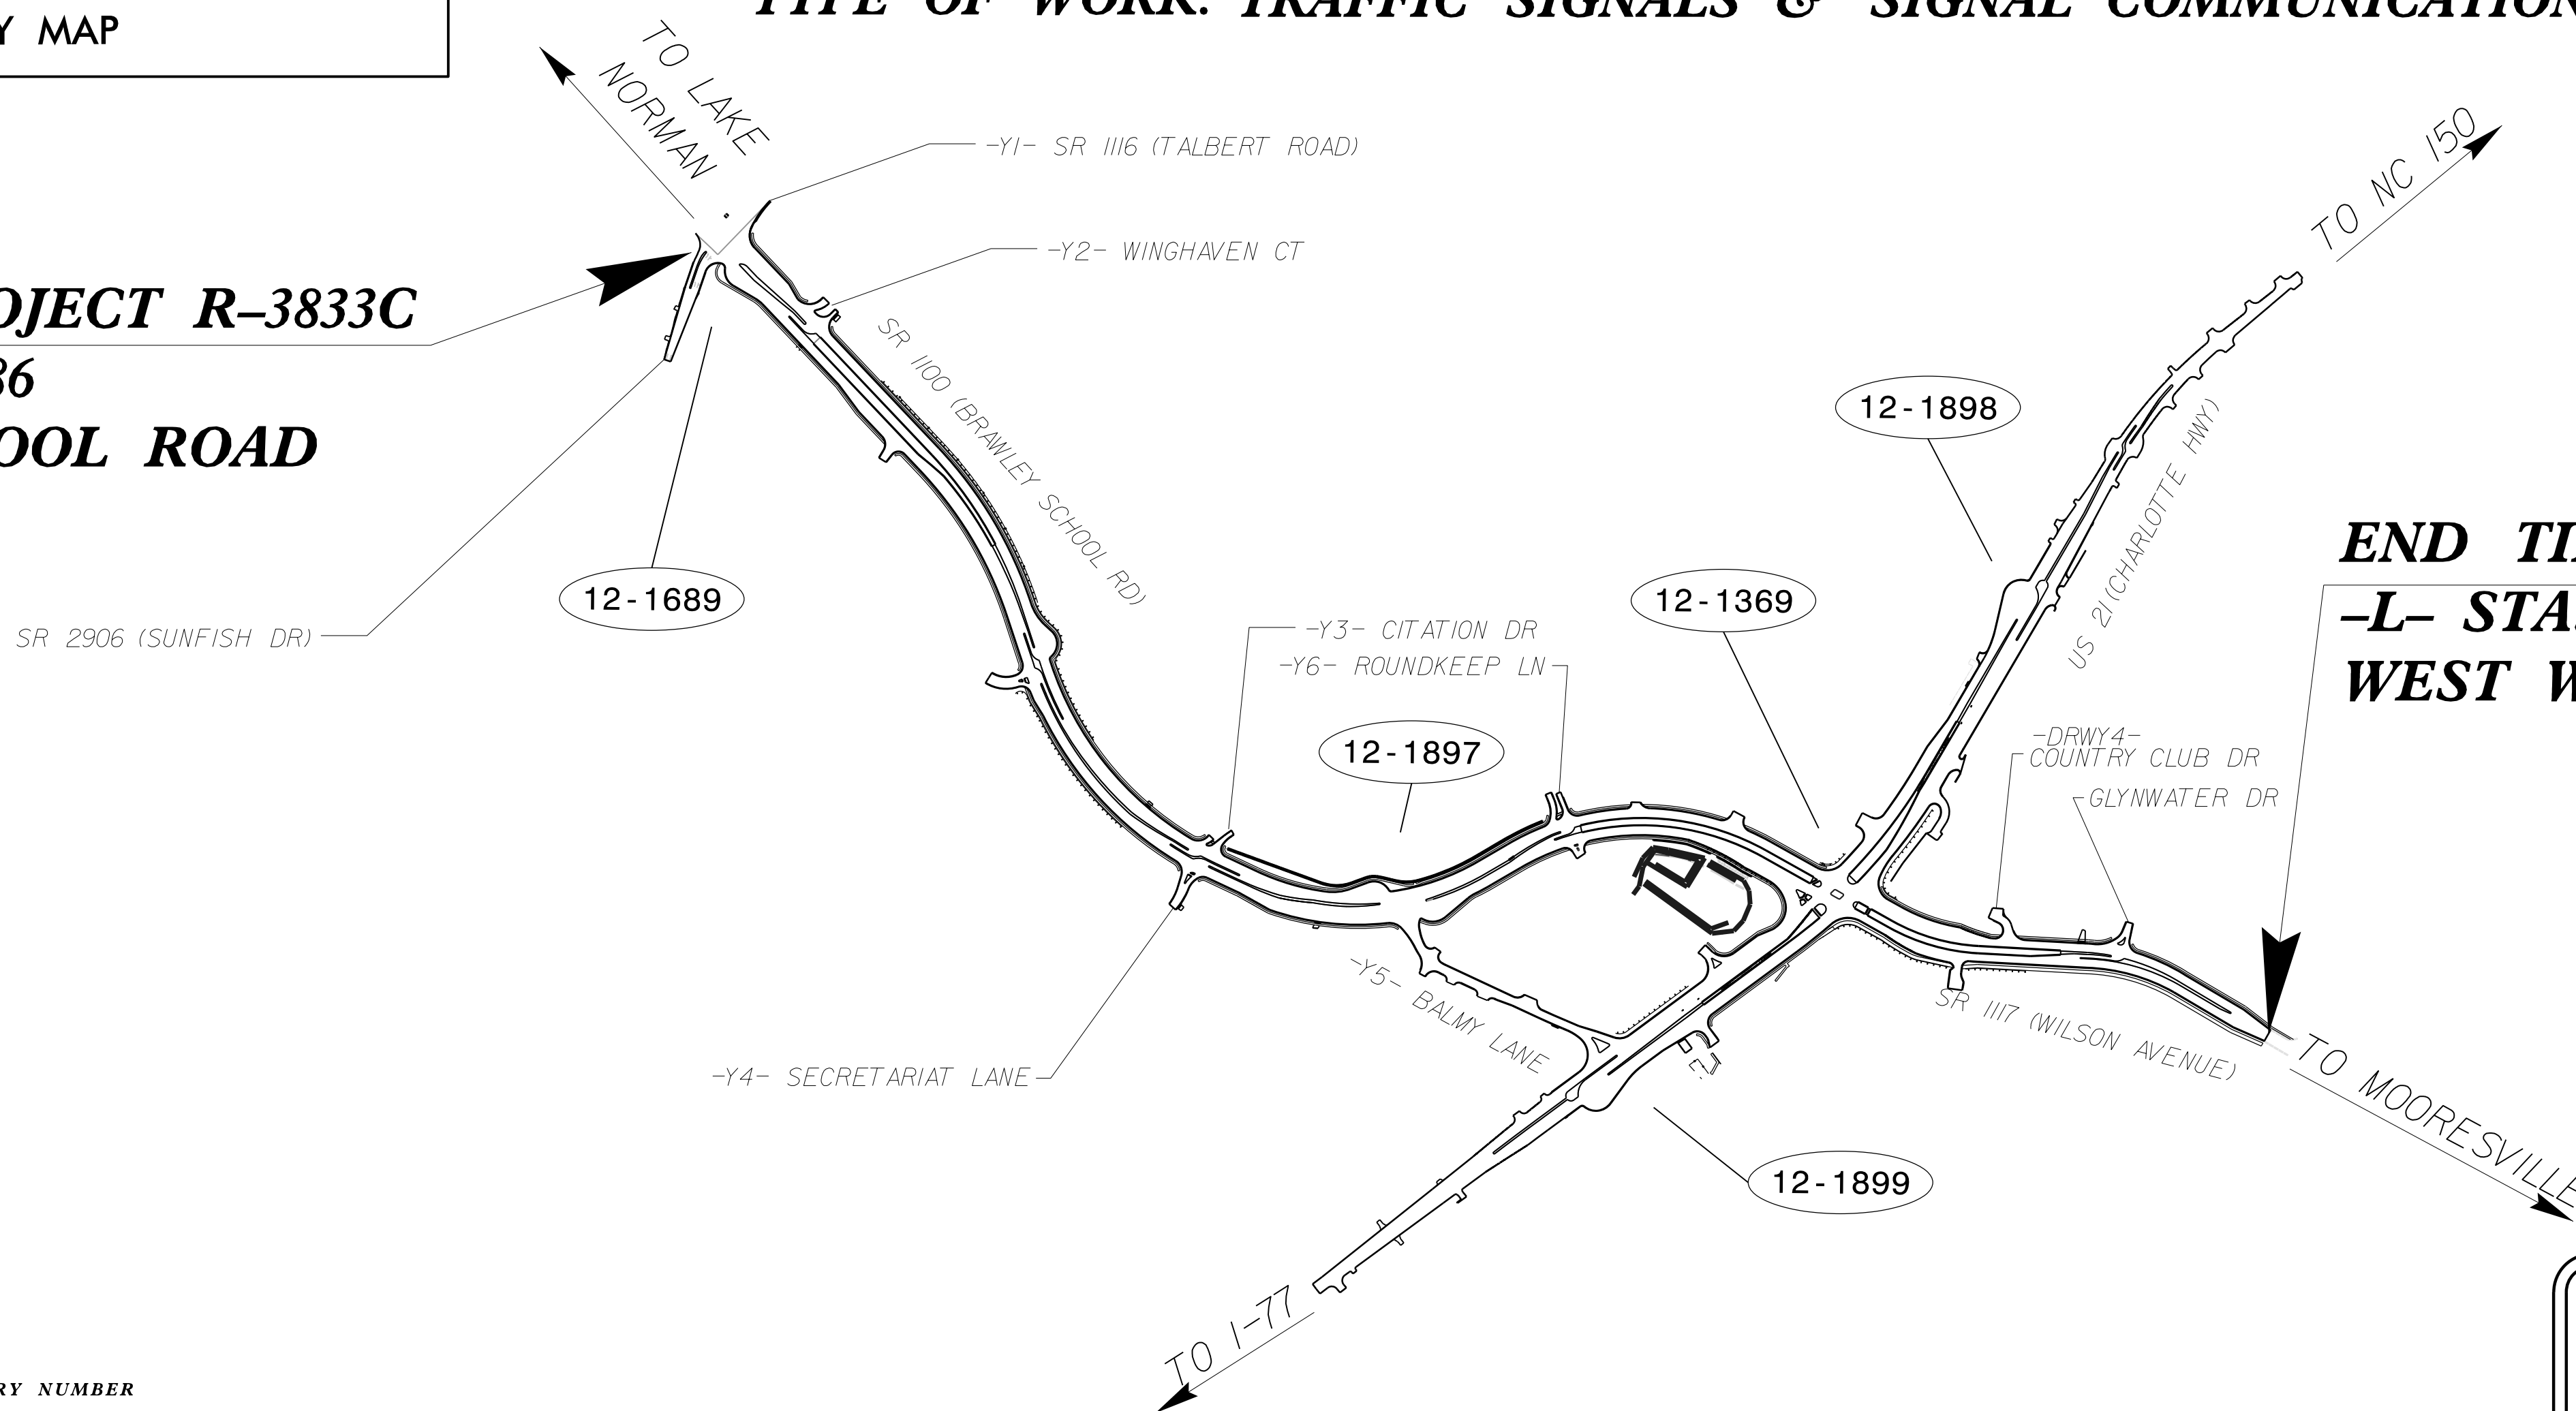 TYPE OF WORK: TRAFFIC SIGNALS & SIGNAL COMMUNICATION
Y MAP
TO LAKE
NORMAN
-Y1- SR 1116 (TALBERT ROAD)
-Y2- WINGHAVEN CT
TO NC 150
OJECT R-3833C
86
OOL ROAD
SR 1100 (BRAWLEY SCHOOL RD)
12-1898
US 21 (CHARLOTTE HWY)
END TI
-L- STA.
WEST W
12-1689
12-1369
SR 2906 (SUNFISH DR)
-Y3- CITATION DR
-Y6- ROUNDKEEP LN
12-1897
-DRWY4-
COUNTRY CLUB DR
GLYNWATER DR
-Y5- BALMY LANE
SR 1117 (WILSON AVENUE)
-Y4- SECRETARIAT LANE
TO MOORESVILLE
12-1899
TO I-77
RY NUMBER